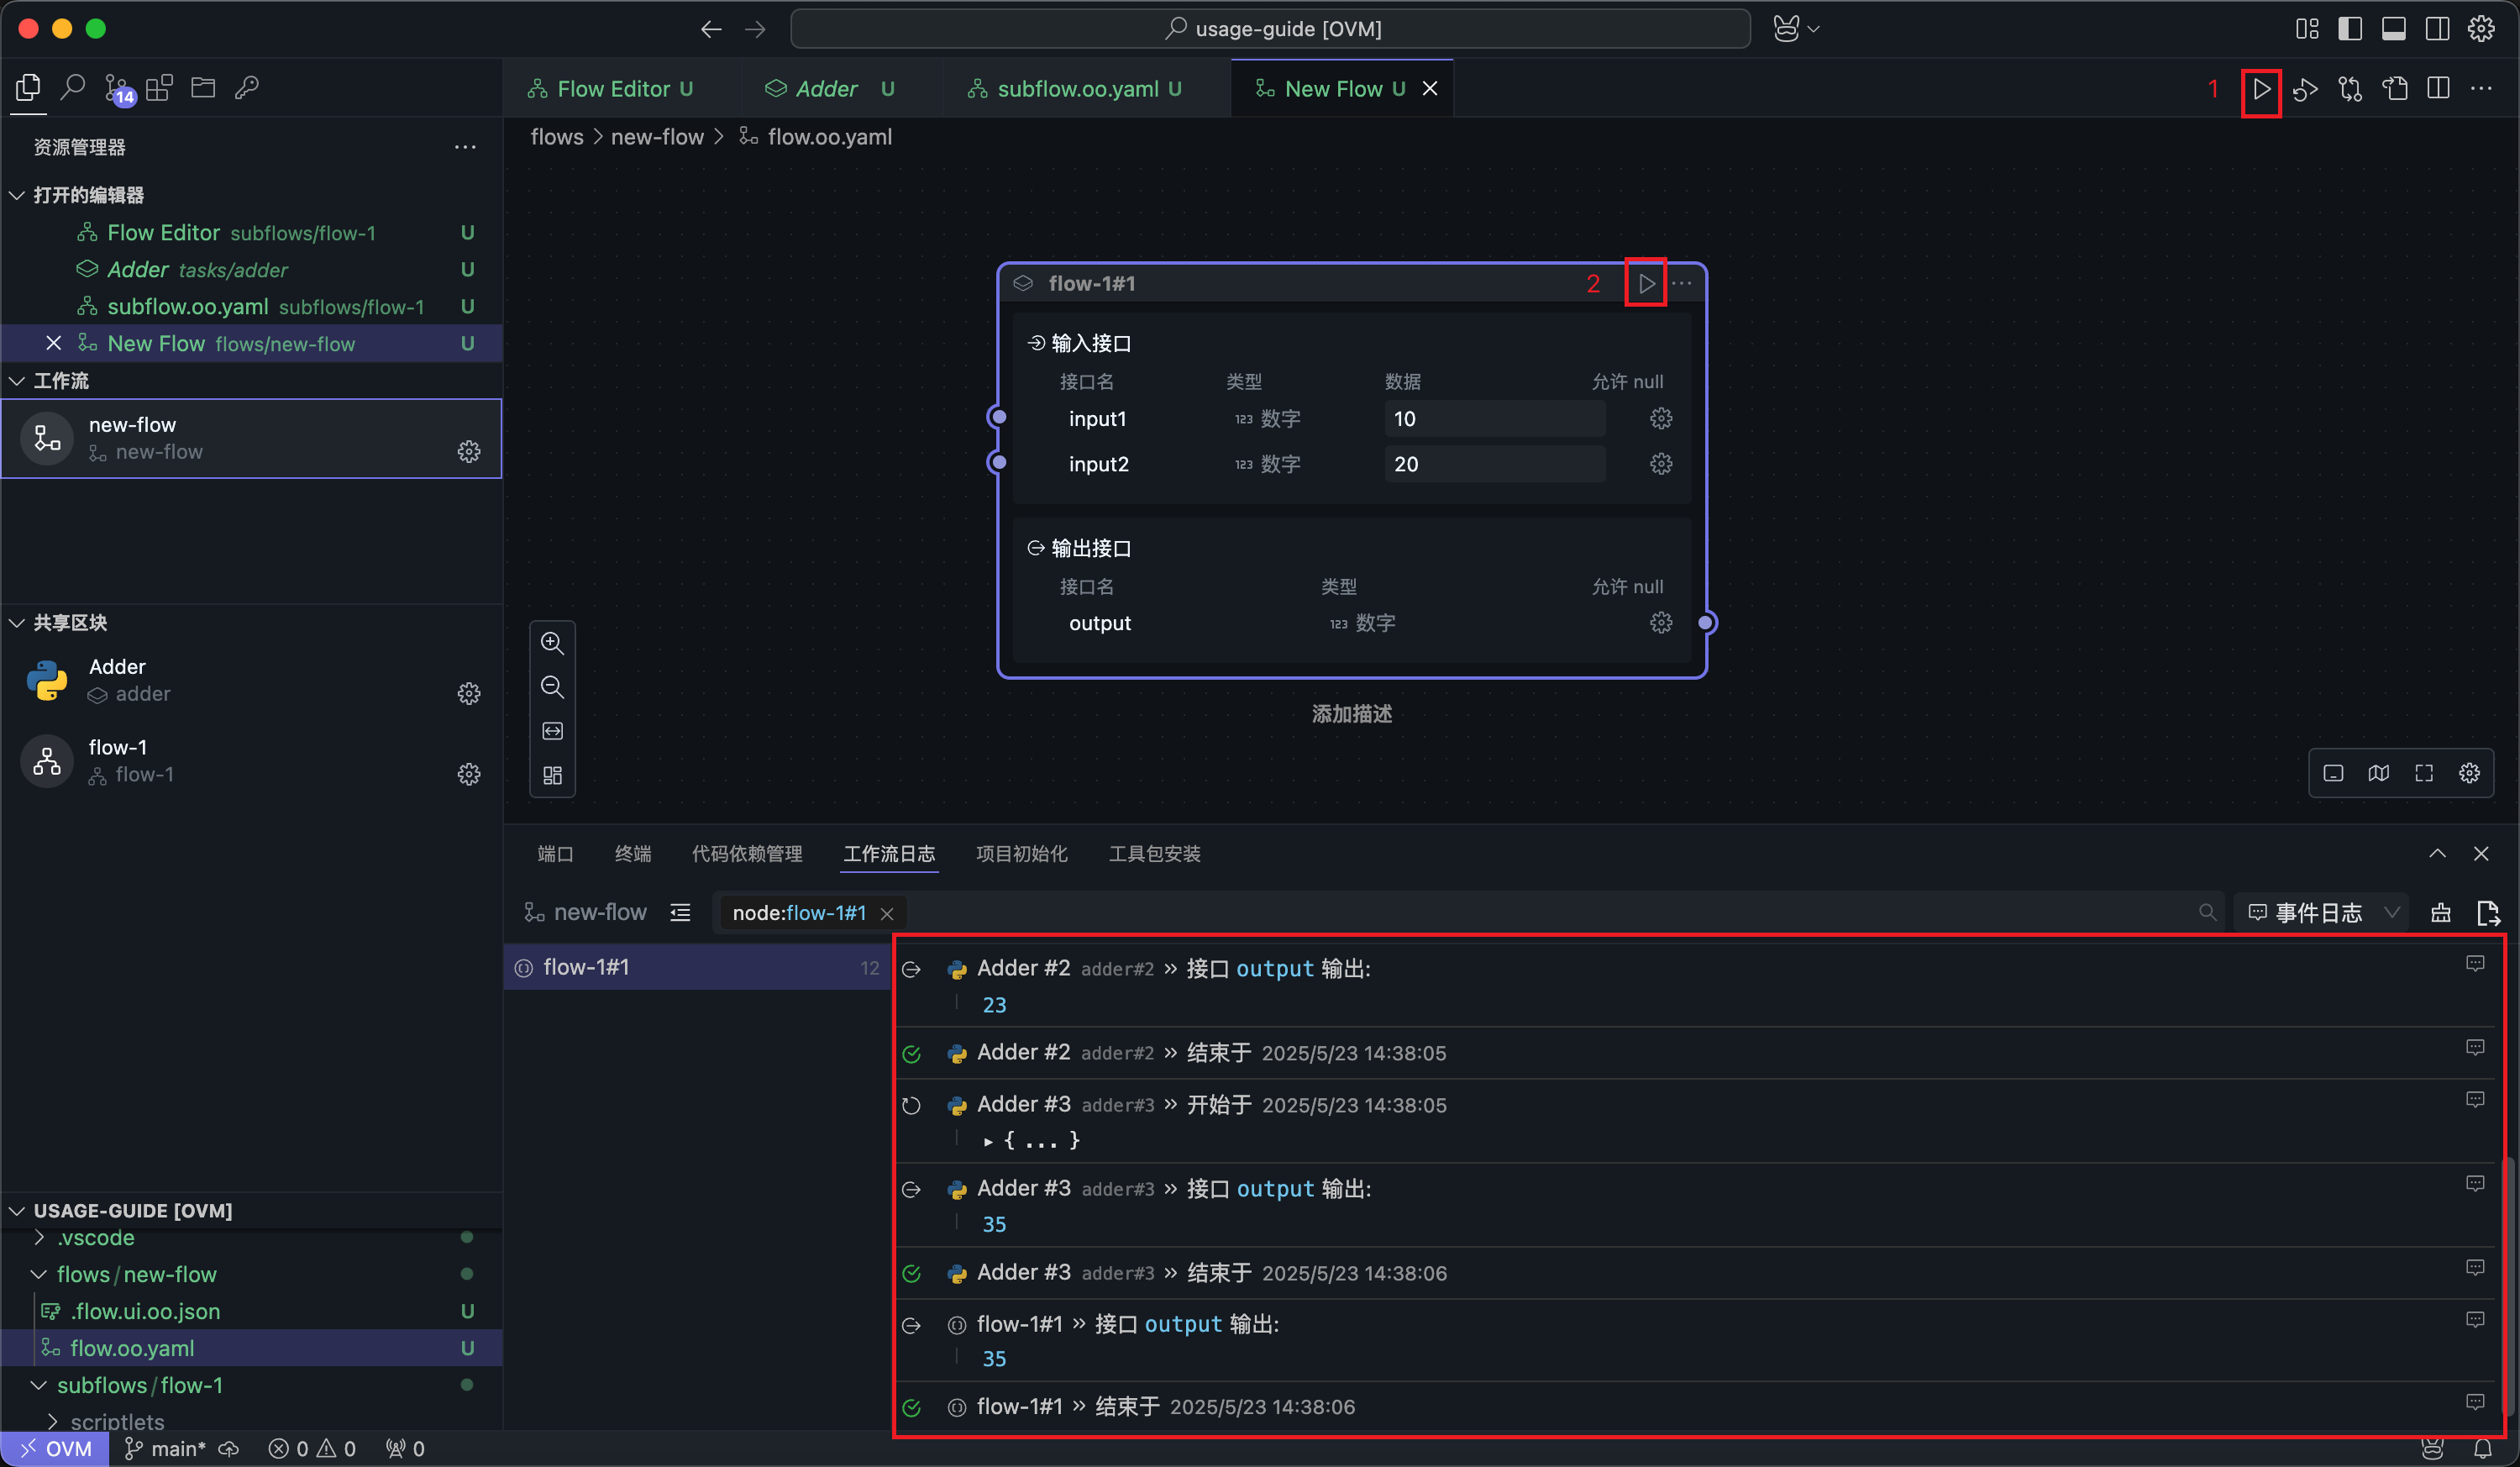 usage-guide [OVM]
14
Flow Editor U
Adder U
subflow.oo.yaml U
New Flow U
1
资源管理器
flows > new-flow > flow.oo.yaml
打开的编辑器
Flow Editor subflows/flow-1 U
Adder tasks/adder U
subflow.oo.yaml subflows/flow-1 U
New Flow flows/new-flow U
工作流
new-flow
new-flow
共享区块
Adder
adder
flow-1
flow-1
USAGE-GUIDE [OVM]
.vscode
flows/new-flow
.flow.ui.oo.json U
flow.oo.yaml U
subflows/flow-1
scriptlets
flow-1#1 2
输入接口
接口名 类型 数据 允许 null
input1 123 数字 10
input2 123 数字 20
输出接口
接口名 类型 允许 null
output 123 数字
添加描述
端口 终端 代码依赖管理 工作流日志 项目初始化 工具包安装
new-flow node:flow-1#1 事件日志
flow-1#1 12
Adder #2 adder#2 » 接口 output 输出:
23
Adder #2 adder#2 » 结束于 2025/5/23 14:38:05
Adder #3 adder#3 » 开始于 2025/5/23 14:38:05
▸ { ... }
Adder #3 adder#3 » 接口 output 输出:
35
Adder #3 adder#3 » 结束于 2025/5/23 14:38:06
flow-1#1 » 接口 output 输出:
35
flow-1#1 » 结束于 2025/5/23 14:38:06
OVM main* 0 0 0